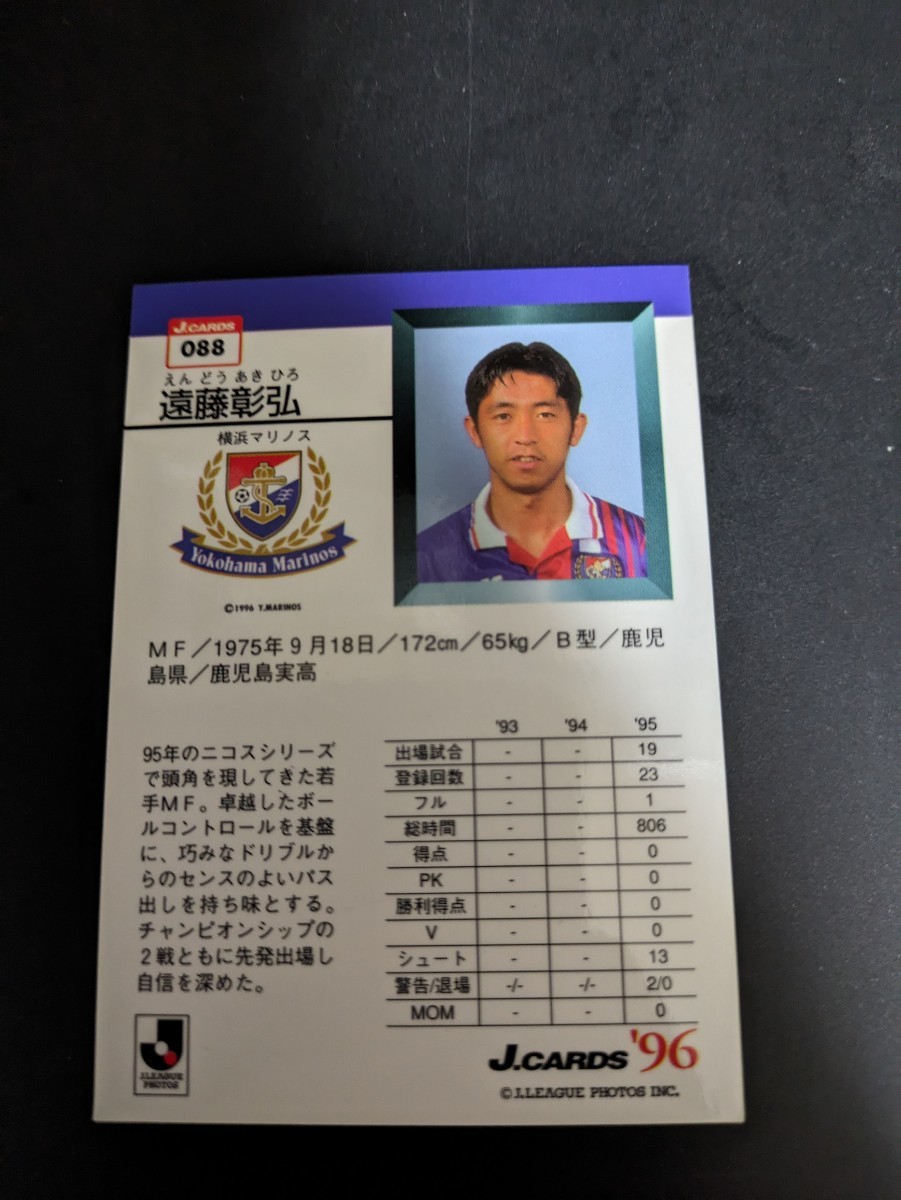 J.CARDS
088
えん どう あき ひろ
遠藤彰弘
横浜マリノス
Yokohama Marinos
©1996 Y.MARINOS
MF／1975年9月18日／172cm／65kg／B型／鹿児
島県／鹿児島実高
95年のニコスシリーズ
で頭角を現してきた若
手MF。卓越したボー
ルコントロールを基盤
に、巧みなドリブルか
らのセンスのよいパス
出しを持ち味とする。
チャンピオンシップの
2戦ともに先発出場し
自信を深めた。
'93 '94 '95
出場試合 - - 19
登録回数 - - 23
フル - - 1
総時間 - - 806
得点 - - 0
PK - - 0
勝利得点 - - 0
V - - 0
シュート - - 13
警告/退場 -/- -/- 2/0
MOM - - 0
J.LEAGUE
PHOTOS
J.CARDS '96
©J.LEAGUE PHOTOS INC.